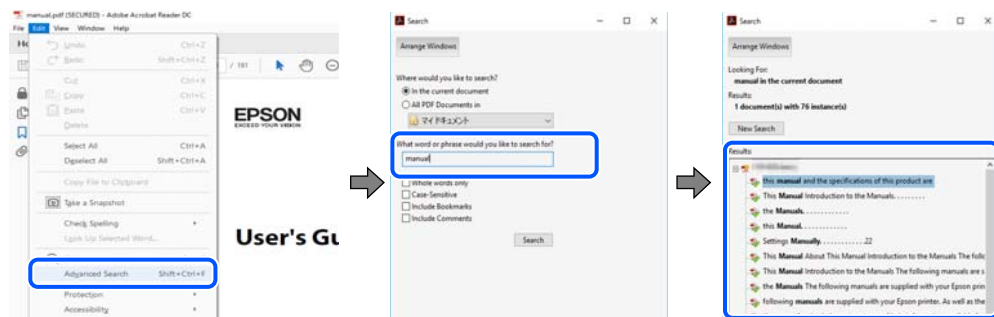 manual.pdf (SECURED) - Adobe Acrobat Reader DC
File Edit View Window Help
Undo Ctrl+Z
Redo Shift+Ctrl+Z
Cut Ctrl+X
Copy Ctrl+C
Paste Ctrl+V
Delete
Select All Ctrl+A
Deselect All Shift+Ctrl+A
Copy File to Clipboard
Take a Snapshot
Check Spelling
Look Up Selected Word...
Advanced Search Shift+Ctrl+F
Protection
Accessibility
/ 181
EPSON
EXCEED YOUR VISION
User's Gu
Search
Arrange Windows
Where would you like to search?
In the current document
All PDF Documents in
マイ ドキュメント
What word or phrase would you like to search for?
manual
Whole words only
Case-Sensitive
Include Bookmarks
Include Comments
Search
Search
Arrange Windows
Looking For:
manual in the current document
Results:
1 document(s) with 76 instance(s)
New Search
Results:
this manual and the specifications of this product are
This Manual Introduction to the Manuals. . . . . . . .
the Manuals. . . . . . . . . . . .
this Manual. . . . . . . . . . . .
Settings Manually. . . . . . . . . . . .22
This Manual About This Manual Introduction to the Manuals The follo
This Manual Introduction to the Manuals The following manuals are s
the Manuals The following manuals are supplied with your Epson prin
following manuals are supplied with your Epson printer. As well as the